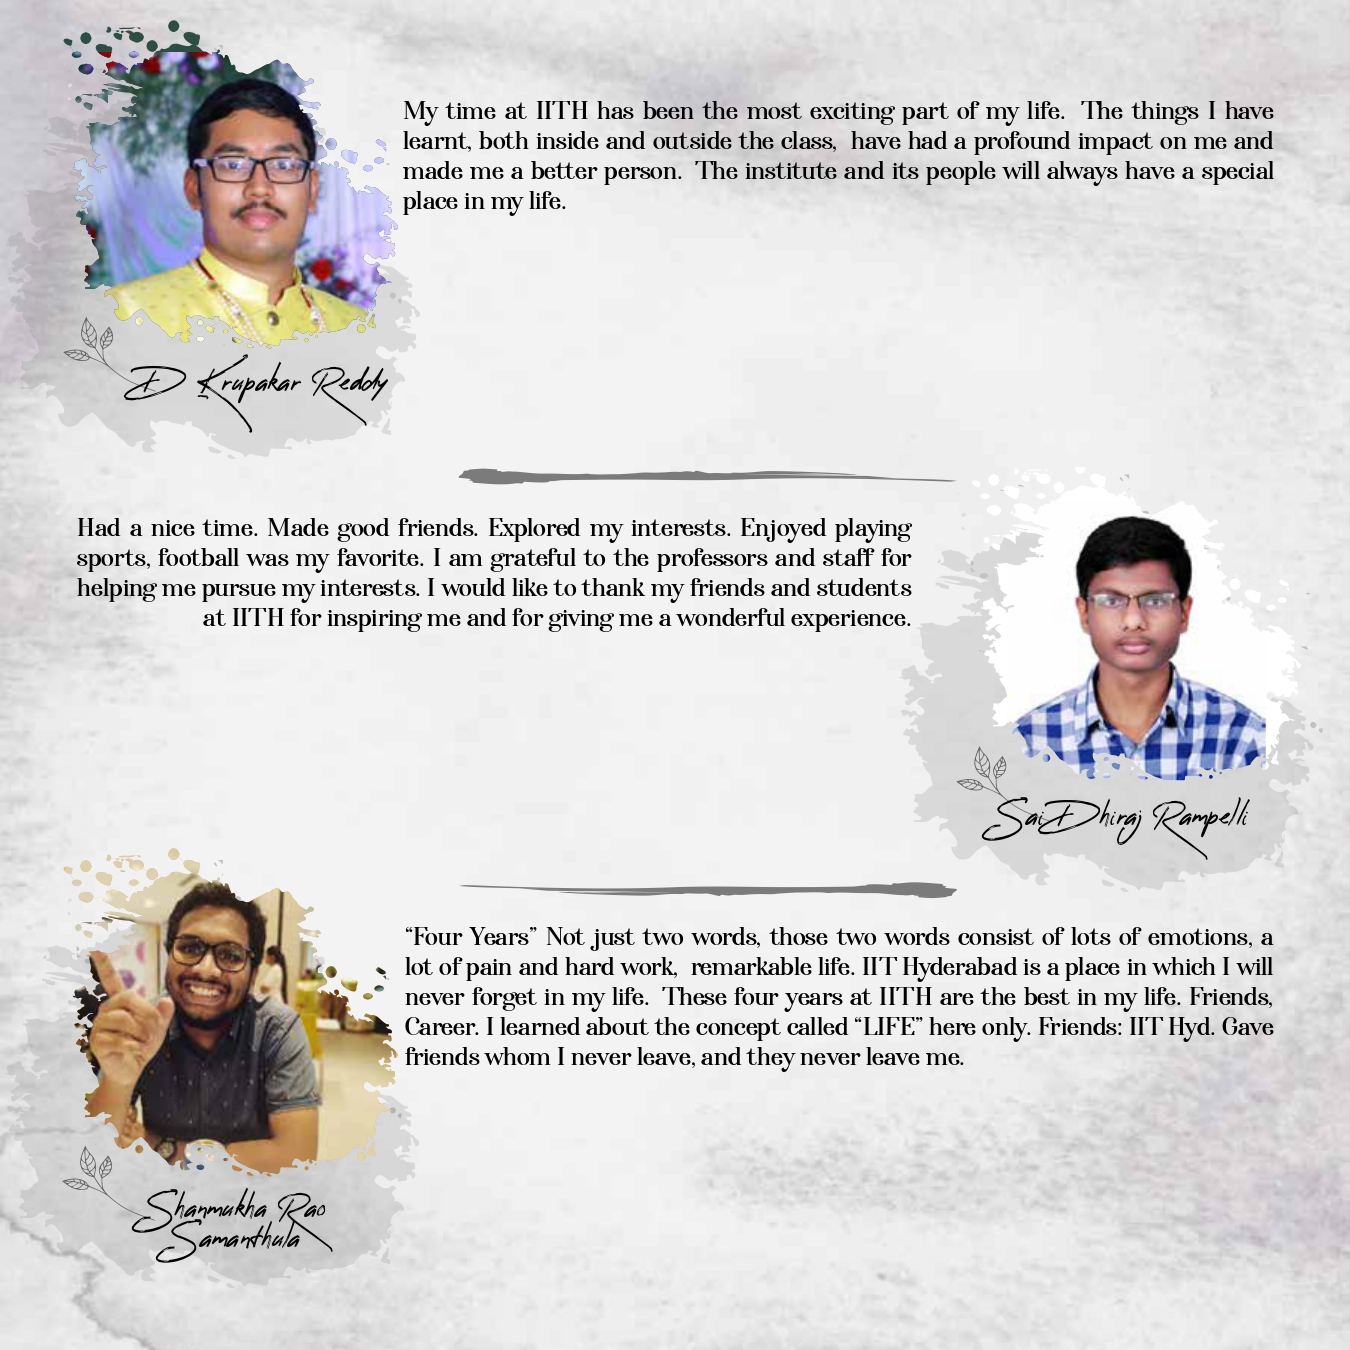 My time at IITH has been the most exciting part of my life. The things I have
learnt, both inside and outside the class, have had a profound impact on me and
made me a better person. The institute and its people will always have a special
place in my life.
D Krupakar Reddy
Had a nice time. Made good friends. Explored my interests. Enjoyed playing
sports, football was my favorite. I am grateful to the professors and staff for
helping me pursue my interests. I would like to thank my friends and students
at IITH for inspiring me and for giving me a wonderful experience.
SaiDhiraj Rampelli
“Four Years” Not just two words, those two words consist of lots of emotions, a
lot of pain and hard work, remarkable life. IIT Hyderabad is a place in which I will
never forget in my life. These four years at IITH are the best in my life. Friends,
Career. I learned about the concept called “LIFE” here only. Friends: IIT Hyd. Gave
friends whom I never leave, and they never leave me.
Shanmukha Rao
Samanthula